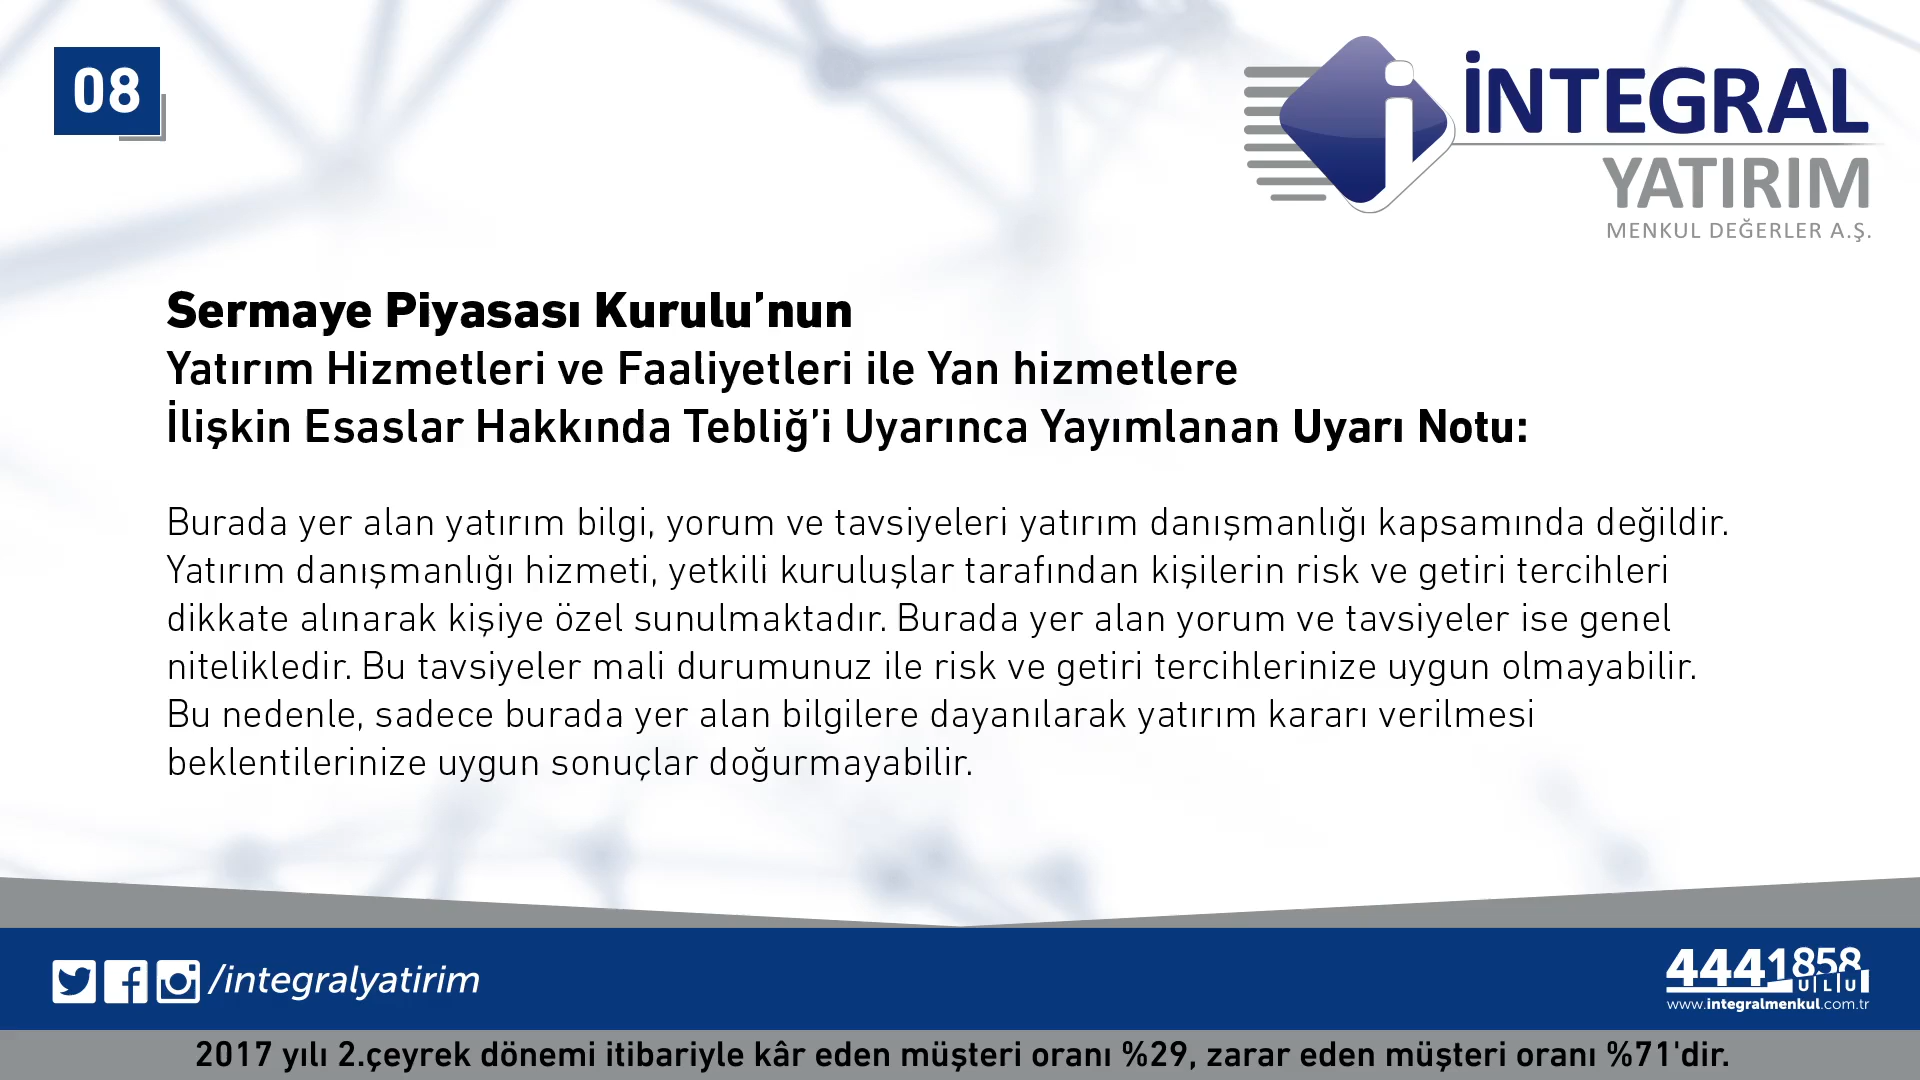 08
İNTEGRAL
YATIRIM
MENKUL DEĞERLER A.Ş.
Sermaye Piyasası Kurulu’nun
Yatırım Hizmetleri ve Faaliyetleri ile Yan hizmetlere
İlişkin Esaslar Hakkında Tebliğ’i Uyarınca Yayımlanan Uyarı Notu:
Burada yer alan yatırım bilgi, yorum ve tavsiyeleri yatırım danışmanlığı kapsamında değildir.
Yatırım danışmanlığı hizmeti, yetkili kuruluşlar tarafından kişilerin risk ve getiri tercihleri
dikkate alınarak kişiye özel sunulmaktadır. Burada yer alan yorum ve tavsiyeler ise genel
nitelikledir. Bu tavsiyeler mali durumunuz ile risk ve getiri tercihlerinize uygun olmayabilir.
Bu nedenle, sadece burada yer alan bilgilere dayanılarak yatırım kararı verilmesi
beklentilerinize uygun sonuçlar doğurmayabilir.
/integralyatirim
4441858
U|L|U
www.integralmenkul.com.tr
2017 yılı 2.çeyrek dönemi itibariyle kâr eden müşteri oranı %29, zarar eden müşteri oranı %71'dir.